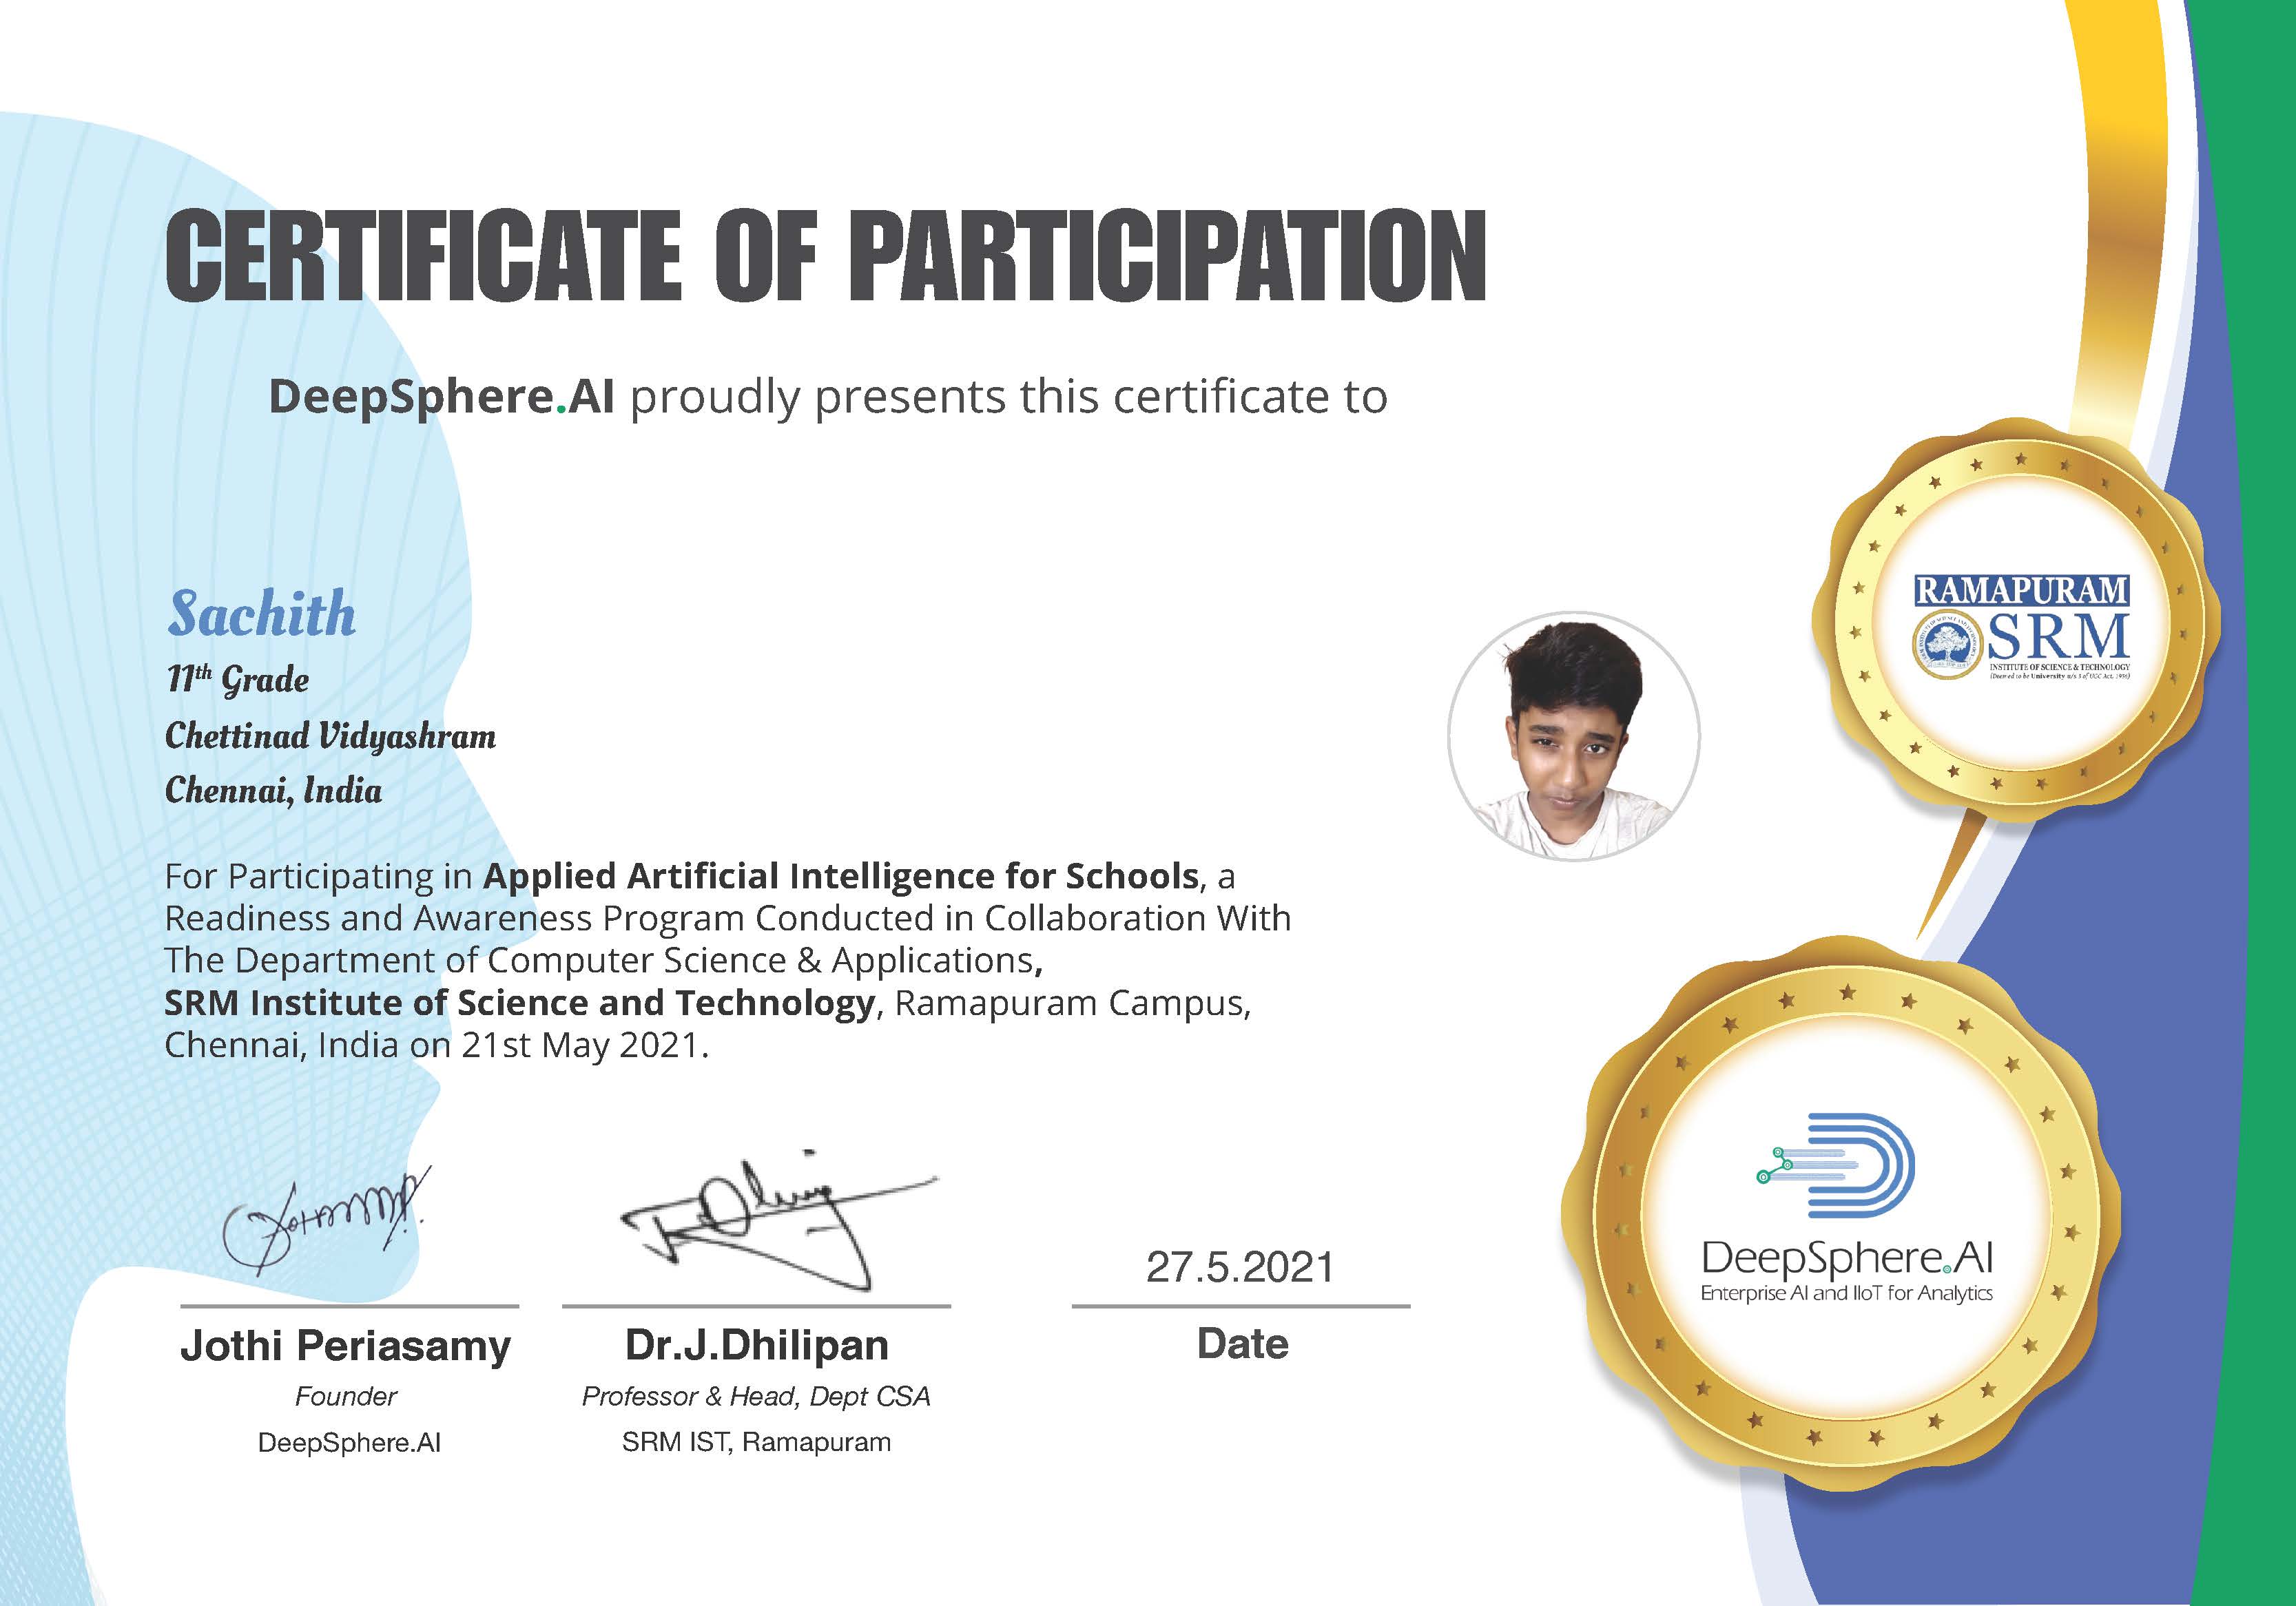 CERTIFICATE OF PARTICIPATION
DeepSphere.AI proudly presents this certificate to
Sachith
11th Grade
Chettinad Vidyashram
Chennai, India
For Participating in Applied Artificial Intelligence for Schools, a
Readiness and Awareness Program Conducted in Collaboration With
The Department of Computer Science & Applications,
SRM Institute of Science and Technology, Ramapuram Campus,
Chennai, India on 21st May 2021.
27.5.2021
Jothi Periasamy
Founder
DeepSphere.AI
Dr.J.Dhilipan
Professor & Head, Dept CSA
SRM IST, Ramapuram
Date
RAMAPURAM
SRM
INSTITUTE OF SCIENCE & TECHNOLOGY
(Deemed to be University u/s 3 of UGC Act, 1956)
DeepSphere.AI
Enterprise AI and IIoT for Analytics